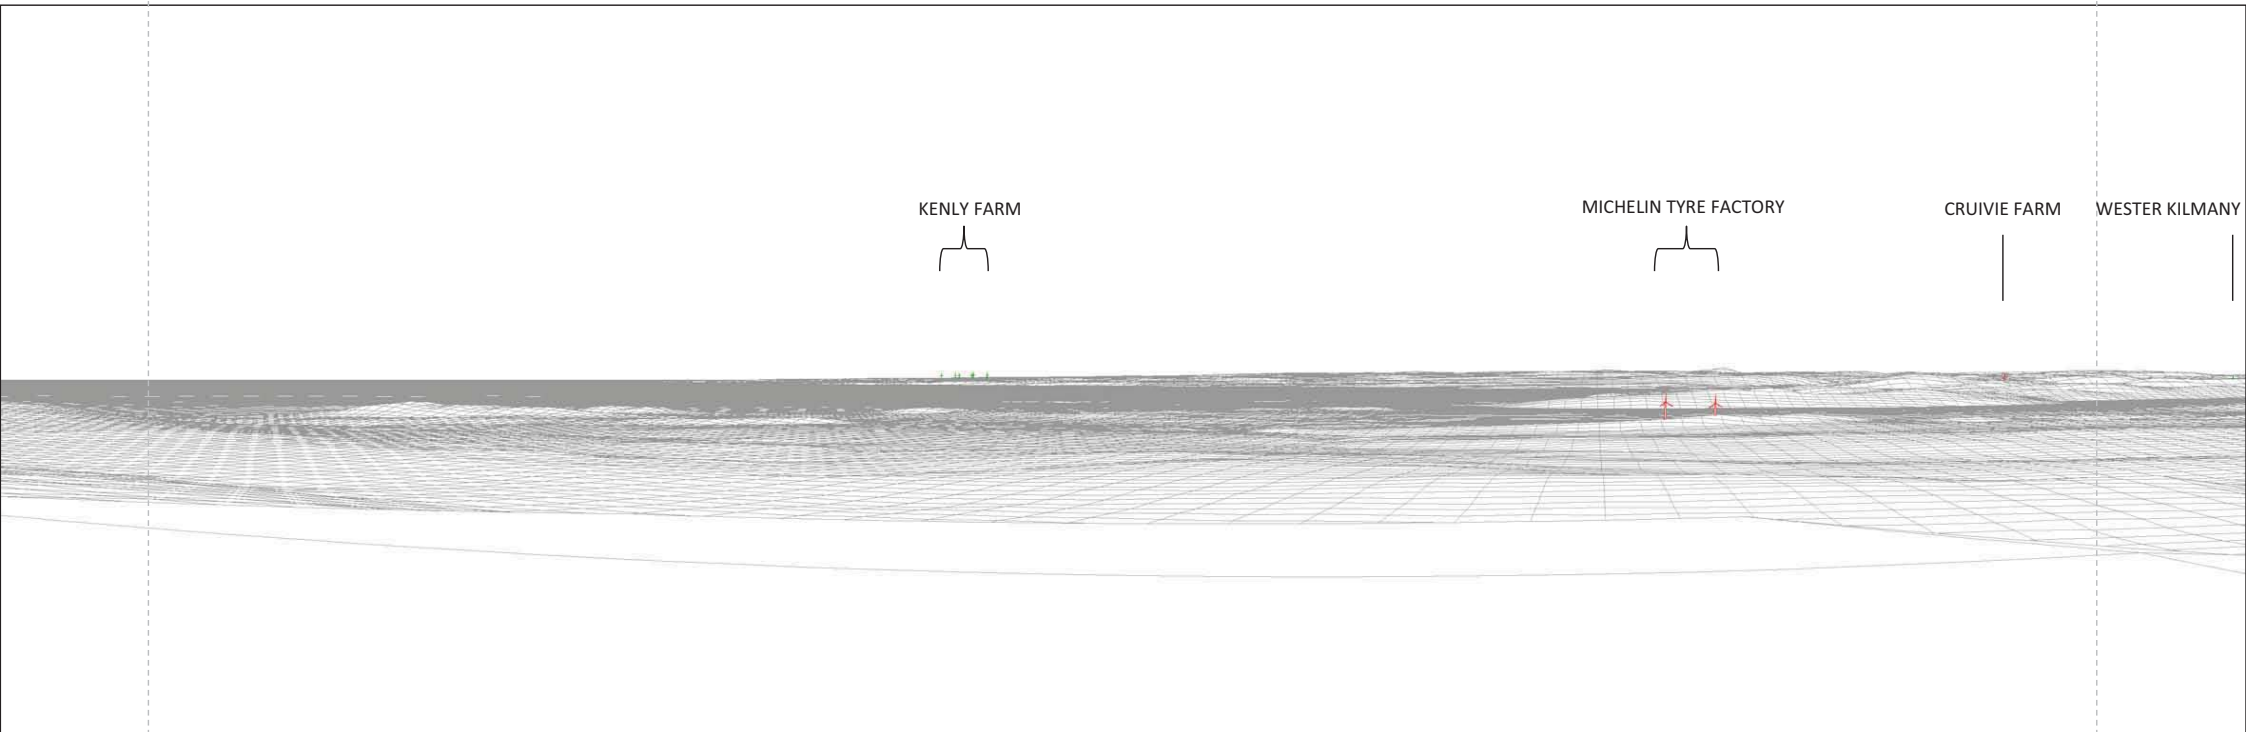 KENLY FARM
MICHELIN TYRE FACTORY
CRUIVIE FARM
WESTER KILMANY